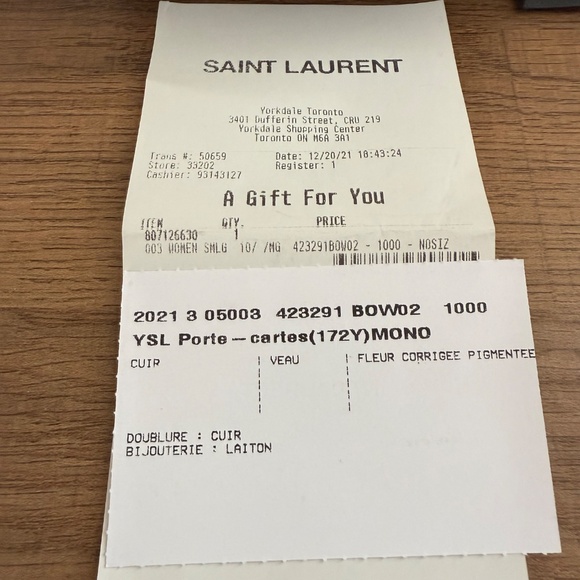 SAINT LAURENT
Yorkdale Toronto
3401 Dufferin Street, CRU 219
Yorkdale Shopping Center
Toronto ON M6A 3A1
Trans #: 50659 Date: 12/20/21 18:43:24
Store: 33202 Register: 1
Cashier: 93143127
A Gift For You
ITEM QTY. PRICE
807126630 1
003 WOMEN SMLG 107 /MG 423291BOW02 - 1000 - NOSIZ
2021 3 05003 423291 BOW02 1000
YSL Porte-cartes(172Y)MONO
CUIR | VEAU | FLEUR CORRIGEE PIGMENTEE
DOUBLURE : CUIR
BIJOUTERIE : LAITON